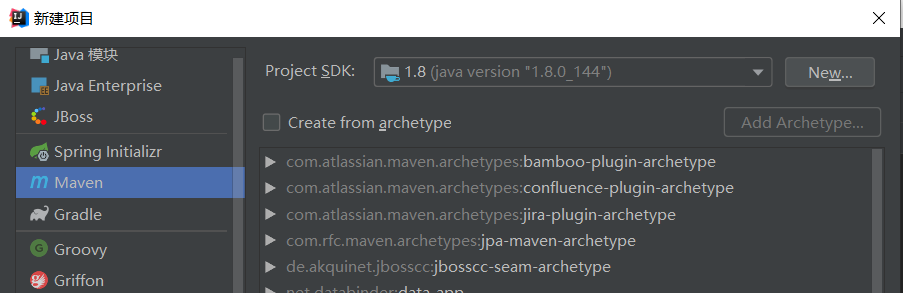 新建项目
Java 模块
Java Enterprise
JBoss
Spring Initializr
Maven
Gradle
Groovy
Griffon
Project SDK: 1.8 (java version "1.8.0_144") New...
Create from archetype Add Archetype...
com.atlassian.maven.archetypes:bamboo-plugin-archetype
com.atlassian.maven.archetypes:confluence-plugin-archetype
com.atlassian.maven.archetypes:jira-plugin-archetype
com.rfc.maven.archetypes:jpa-maven-archetype
de.akquinet.jbosscc:jbosscc-seam-archetype
net.databinder:data_app